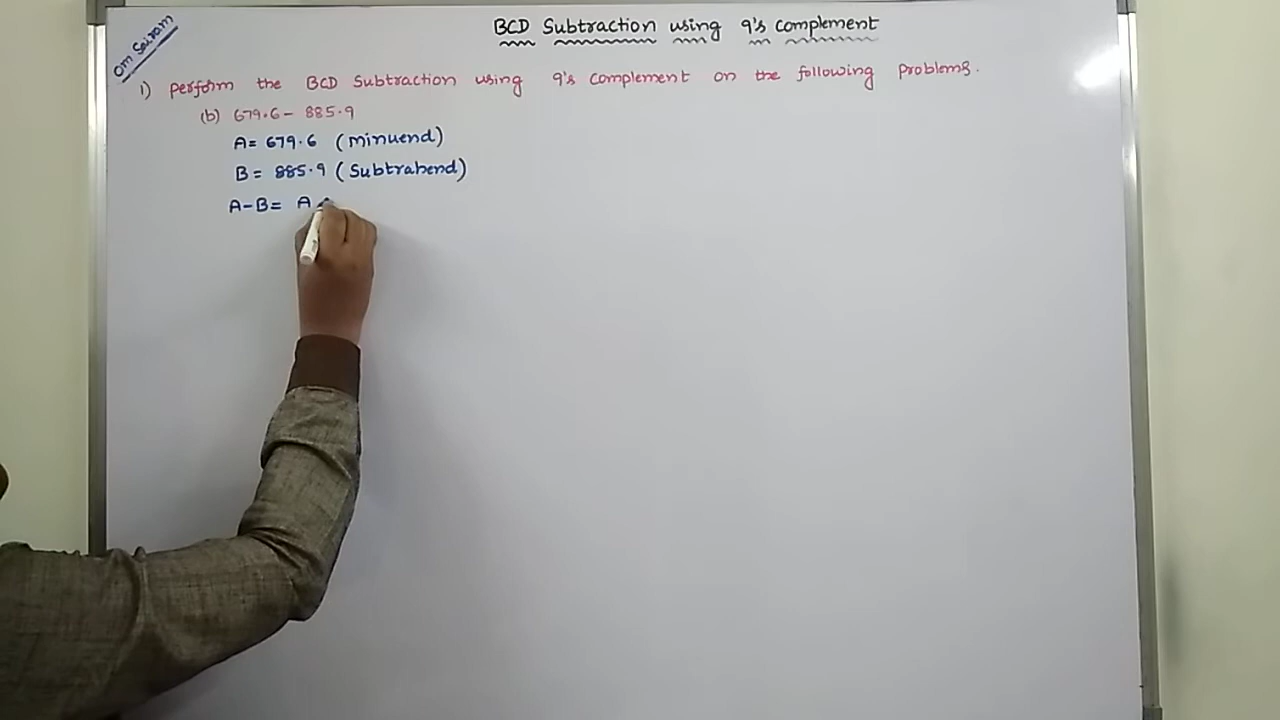 Om Sairam
BCD Subtraction using 9's complement
1) Perform the BCD Subtraction using 9's complement on the following Problems.
(b) 679.6 - 885.9
A= 679.6 (minuend)
B= 885.9 (Subtrahend)
A-B= A